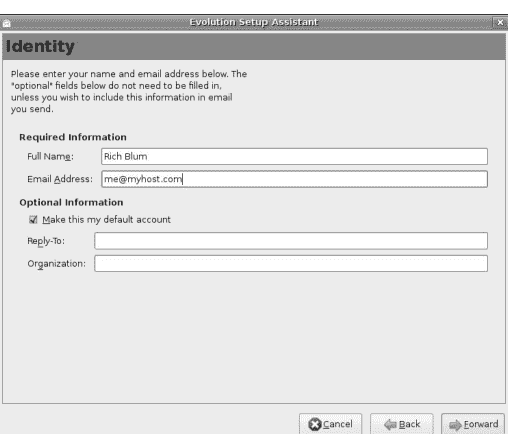 Evolution Setup Assistant
Identity
Please enter your name and email address below. The
"optional" fields below do not need to be filled in,
unless you wish to include this information in email
you send.
Required Information
Full Name: Rich Blum
Email Address: me@myhost.com
Optional Information
Make this my default account
Reply-To:
Organization:
Cancel Back Forward